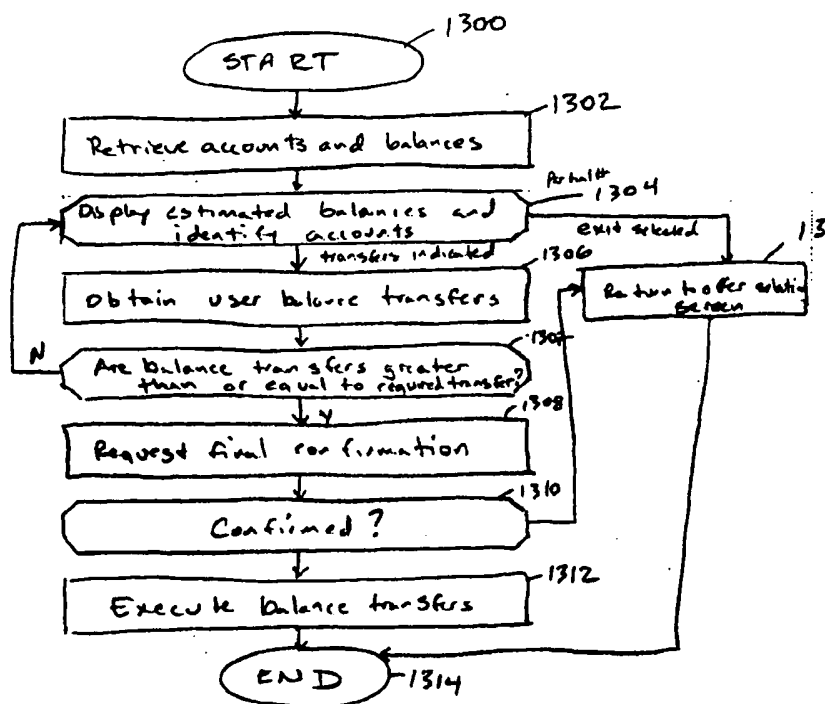 1300
START
1302
Retrieve accounts and balances
1304
Display estimated balances and
identify accounts
exit selected
13
transfers indicated
1306
Obtain user balance transfers
Return to offer
screen
N
Are balance transfers greater
than or equal to required transfer?
Y
1308
Request final confirmation
1310
Confirmed?
1312
Execute balance transfers
END
1314